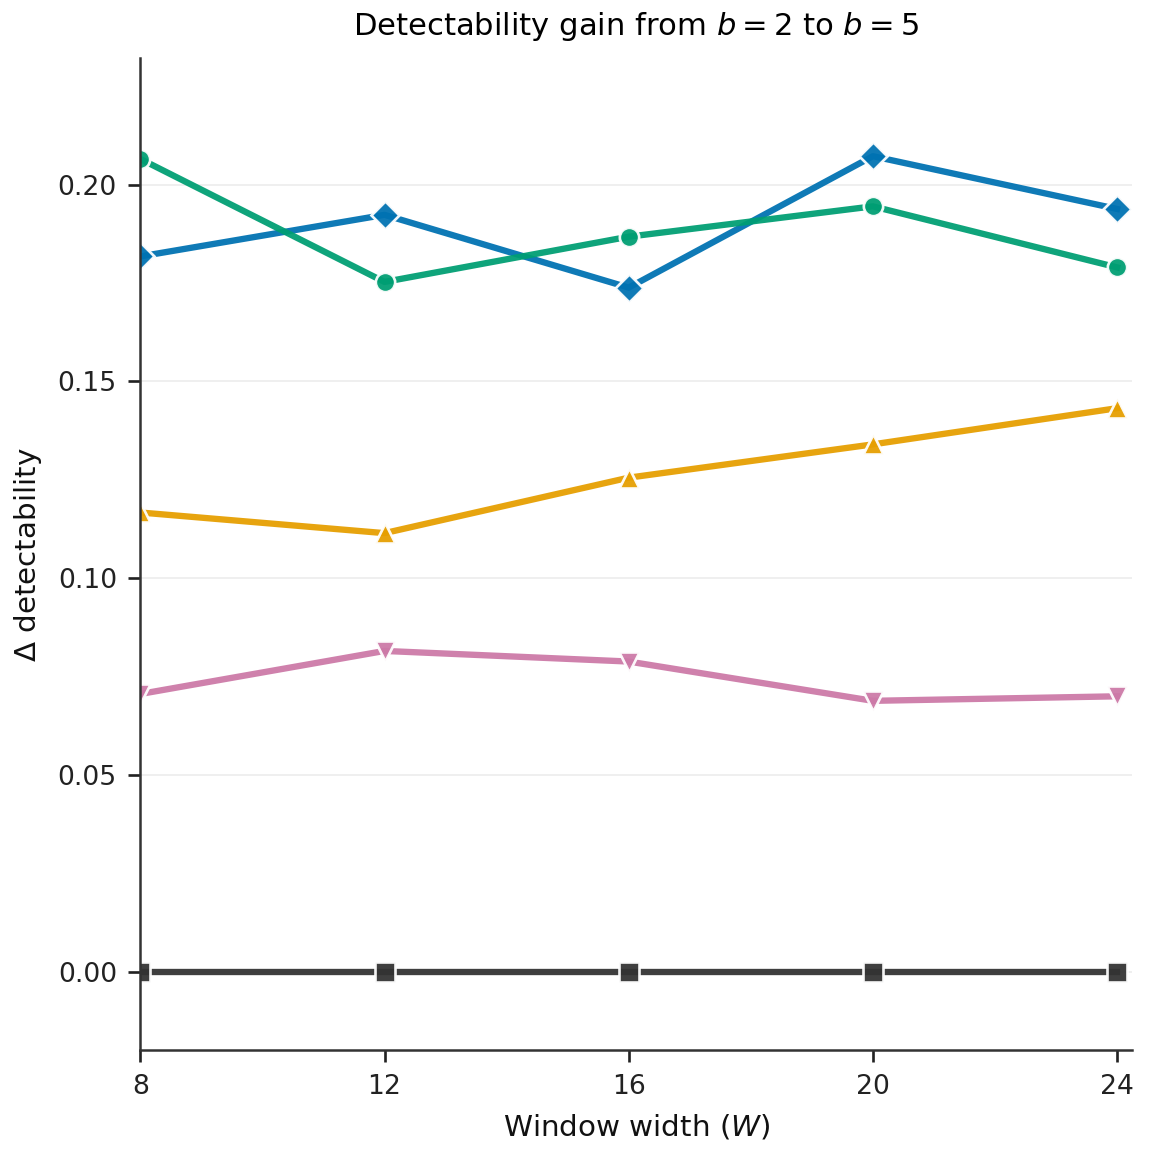 Detectability gain from b = 2 to b = 5
Δ detectability
0.20
0.15
0.10
0.05
0.00
8 12 16 20 24
Window width (W)